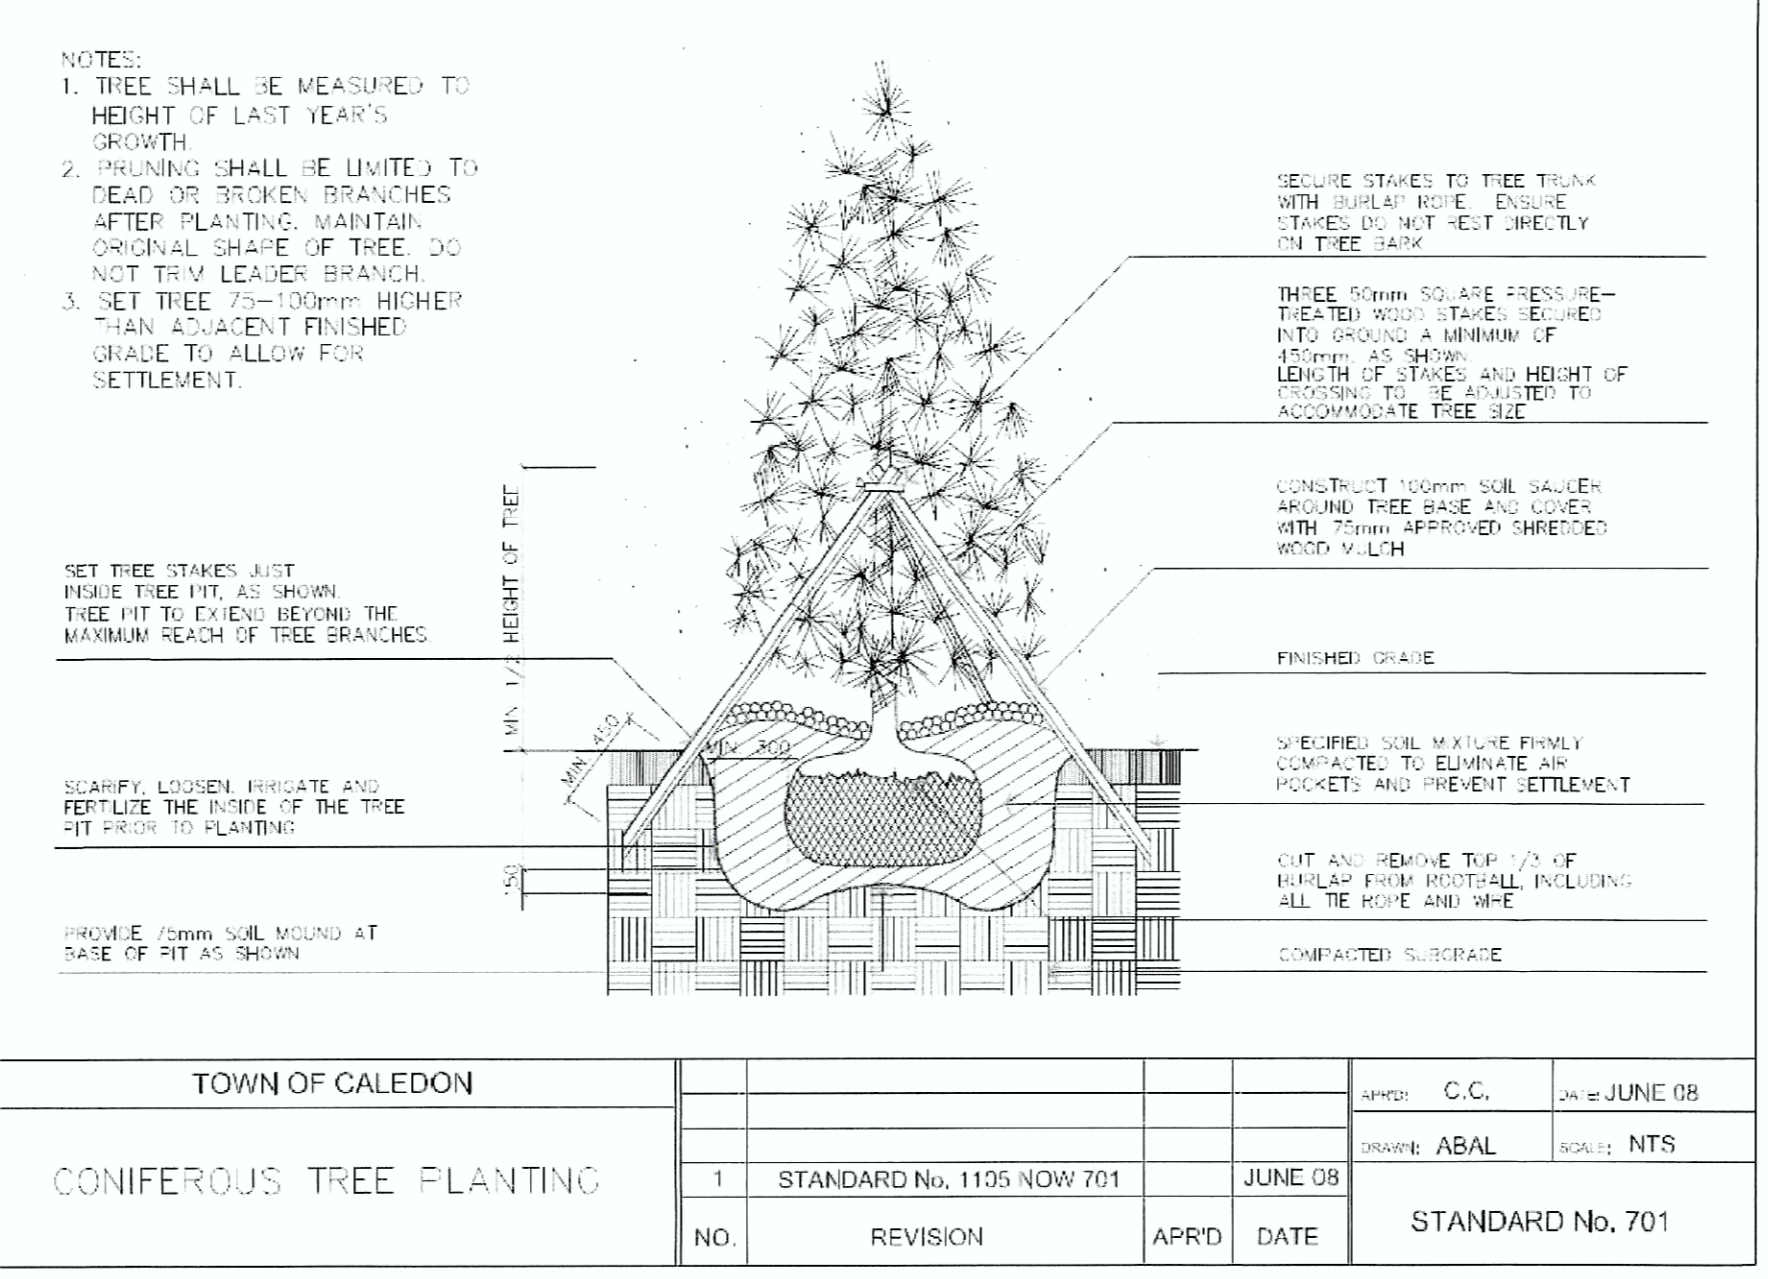 NOTES:
1. TREE SHALL BE MEASURED TO
HEIGHT OF LAST YEAR'S
GROWTH.
2. PRUNING SHALL BE LIMITED TO
DEAD OR BROKEN BRANCHES
AFTER PLANTING. MAINTAIN
ORIGINAL SHAPE OF TREE. DO
NOT TRIM LEADER BRANCH.
3. SET TREE 75-100mm HIGHER
THAN ADJACENT FINISHED
GRADE TO ALLOW FOR
SETTLEMENT.
SET TREE STAKES JUST
INSIDE TREE PIT, AS SHOWN.
TREE PIT TO EXTEND BEYOND THE
MAXIMUM REACH OF TREE BRANCHES.
SCARIFY, LOOSEN, IRRIGATE AND
FERTILIZE THE INSIDE OF THE TREE
PIT PRIOR TO PLANTING
PROVIDE 75mm SOIL MOUND AT
BASE OF PIT AS SHOWN
MIN 1/2 HEIGHT OF TREE
MIN 450
MIN. 300
SECURE STAKES TO TREE TRUNK
WITH BURLAP ROPE. ENSURE
STAKES DO NOT REST DIRECTLY
ON TREE BARK
THREE 50mm SQUARE PRESSURE-
TREATED WOOD STAKES SECURED
INTO GROUND A MINIMUM OF
450mm, AS SHOWN.
LENGTH OF STAKES AND HEIGHT OF
CROSSING TO BE ADJUSTED TO
ACCOMMODATE TREE SIZE
CONSTRUCT 100mm SOIL SAUCER
AROUND TREE BASE AND COVER
WITH 75mm APPROVED SHREDDED
WOOD MULCH
FINISHED GRADE
SPECIFIED SOIL MIXTURE FIRMLY
COMPACTED TO ELIMINATE AIR
POCKETS AND PREVENT SETTLEMENT
CUT AND REMOVE TOP 1/3 OF
BURLAP FROM ROOTBALL, INCLUDING
ALL TIE ROPE AND WIRE
COMPACTED SUBGRADE
TOWN OF CALEDON
CONIFEROUS TREE PLANTING
1 STANDARD No. 1105 NOW 701 JUNE 08
NO. REVISION APR'D DATE
APR'D: C.C. DATE: JUNE 08
DRAWN: ABAL SCALE: NTS
STANDARD No. 701